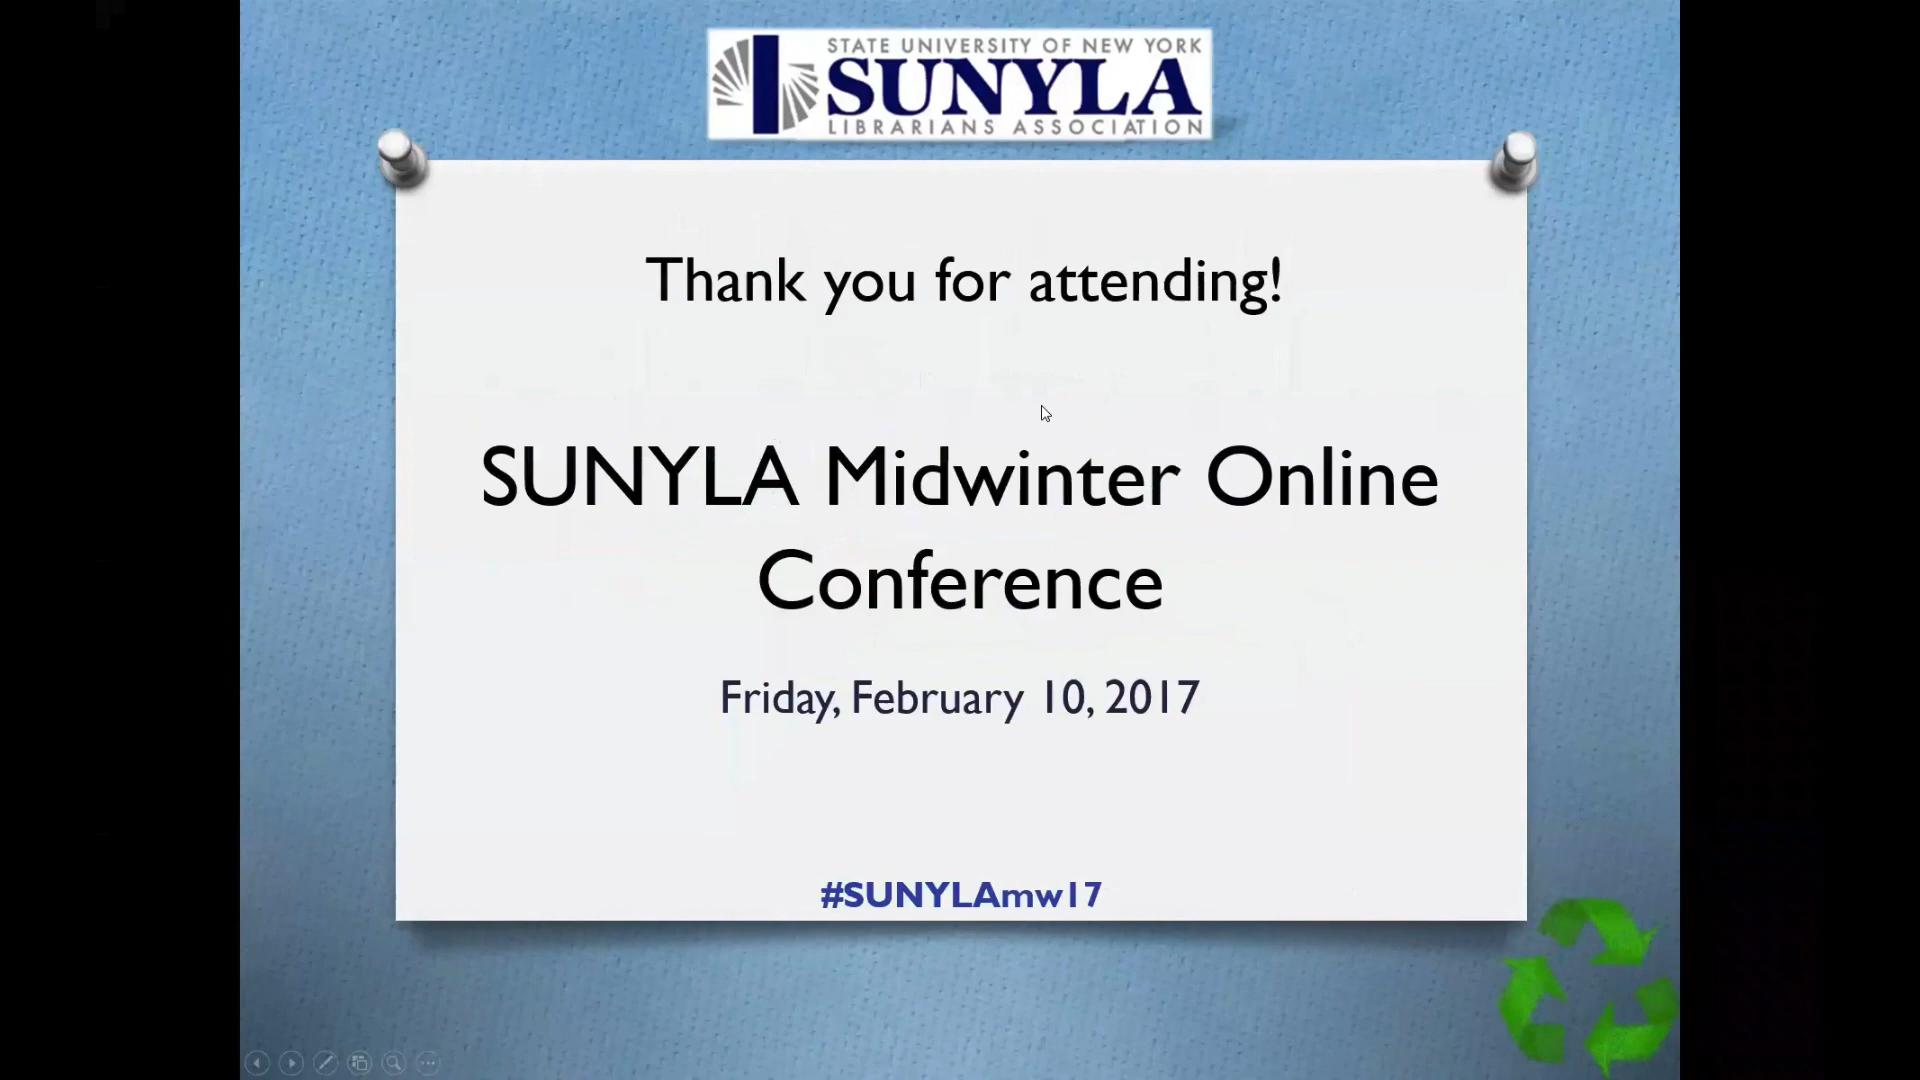 STATE UNIVERSITY OF NEW YORK
SUNYLA
LIBRARIANS ASSOCIATION
Thank you for attending!
SUNYLA Midwinter Online
Conference
Friday, February 10, 2017
#SUNYLAmw17